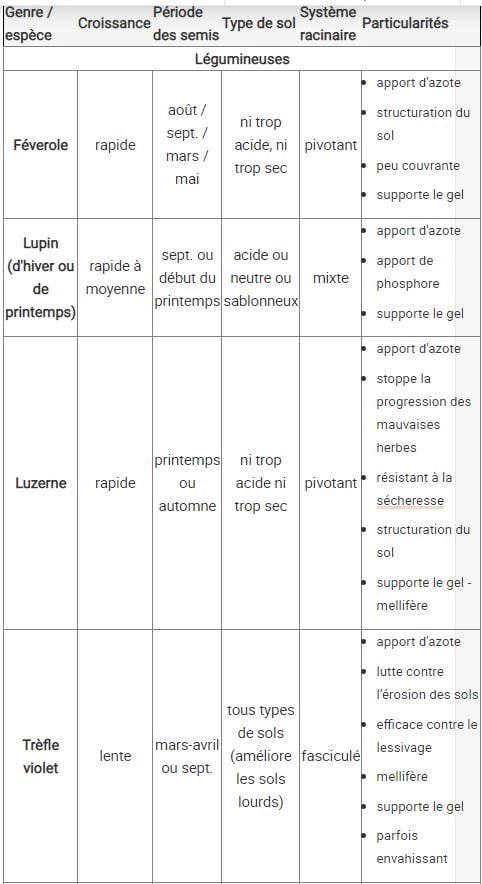 Genre / espèce Croissance Période des semis Type de sol Système racinaire Particularités
Légumineuses
Féverole
rapide
août /
sept. /
mars /
mai
ni trop
acide, ni
trop sec
pivotant
apport d'azote
structuration du
sol
peu couvrante
supporte le gel
Lupin
(d'hiver ou
de
printemps)
rapide à
moyenne
sept. ou
début du
printemps
acide ou
neutre ou
sablonneux
mixte
apport d'azote
apport de
phosphore
supporte le gel
Luzerne
rapide
printemps
ou
automne
ni trop
acide ni
trop sec
pivotant
apport d'azote
stoppe la
progression des
mauvaises
herbes
résistant à la
sécheresse
structuration du
sol
supporte le gel -
mellifère
Trèfle
violet
lente
mars-avril
ou sept.
tous types
de sols
(améliore
les sols
lourds)
fasciculé
apport d'azote
lutte contre
l'érosion des sols
efficace contre le
lessivage
mellifère
supporte le gel
parfois
envahissant